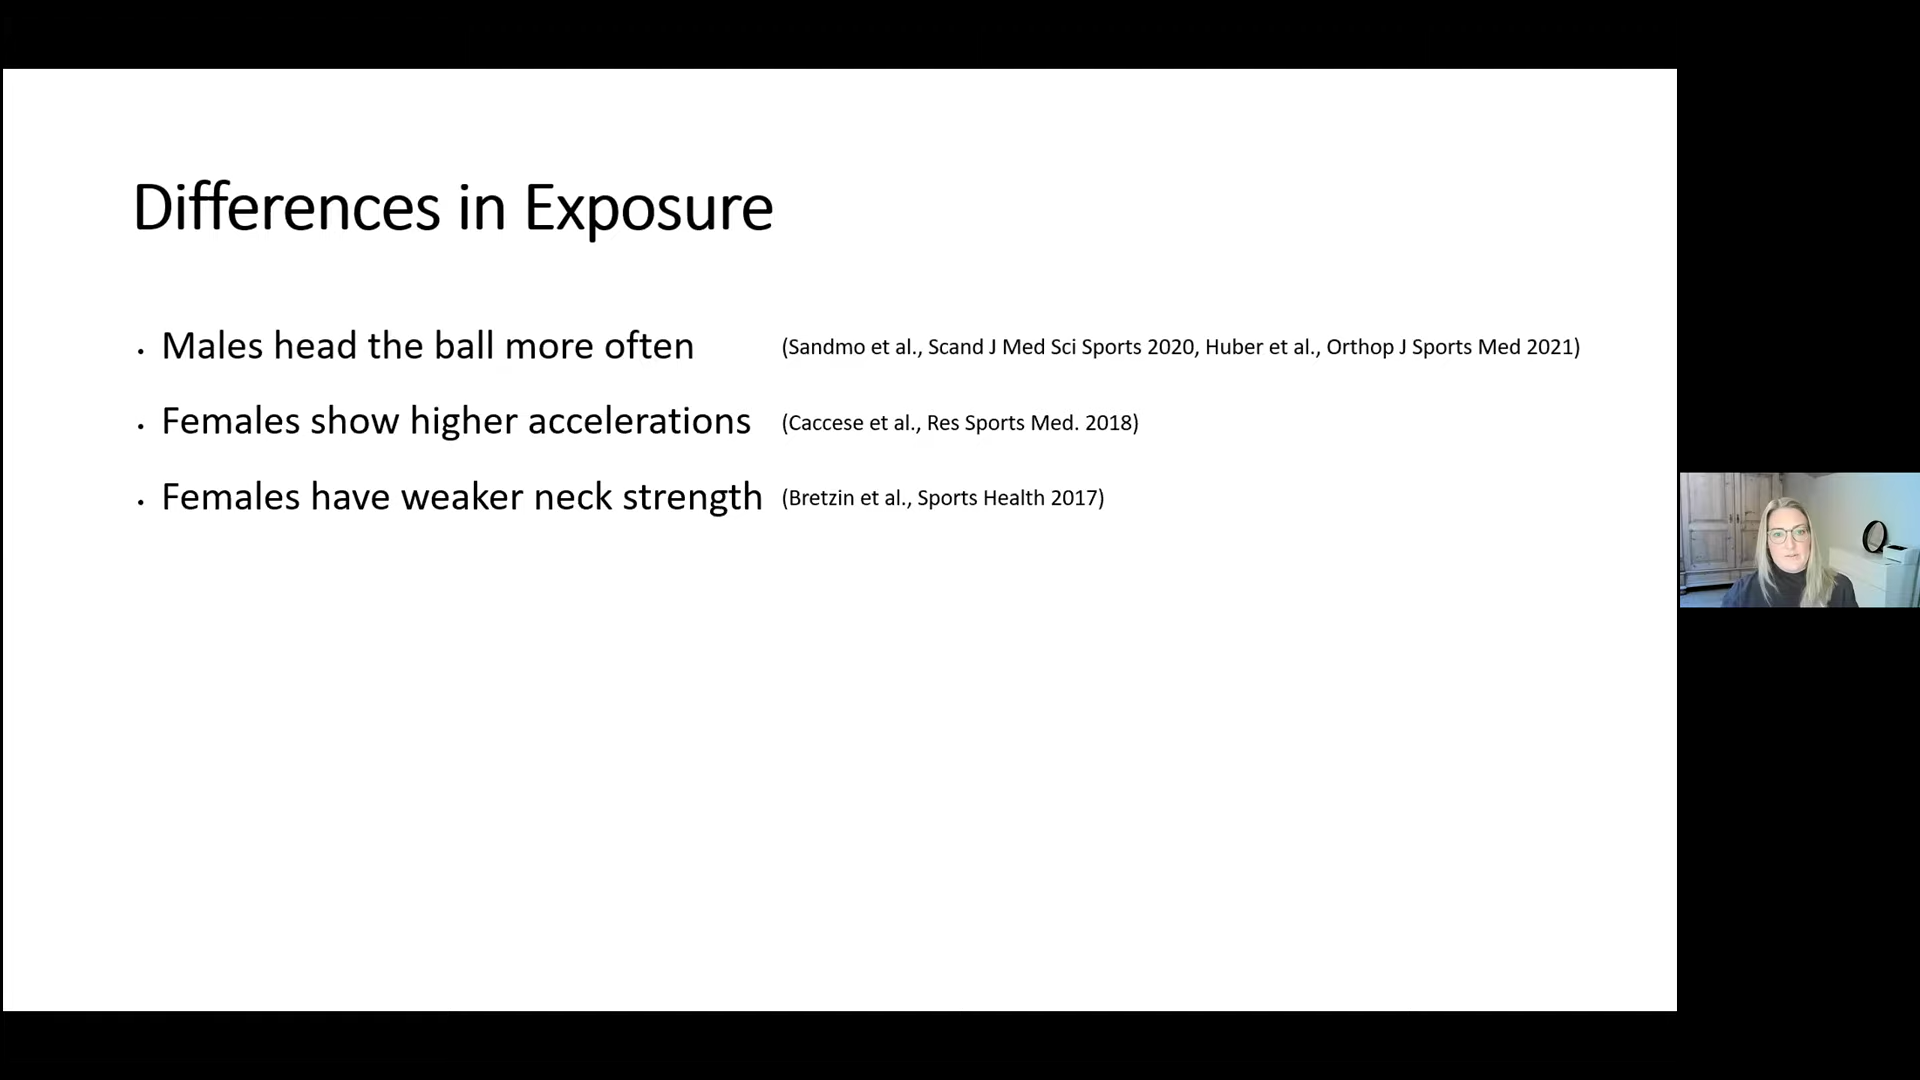 Differences in Exposure
• Males head the ball more often (Sandmo et al., Scand J Med Sci Sports 2020, Huber et al., Orthop J Sports Med 2021)
• Females show higher accelerations (Caccese et al., Res Sports Med. 2018)
• Females have weaker neck strength (Bretzin et al., Sports Health 2017)